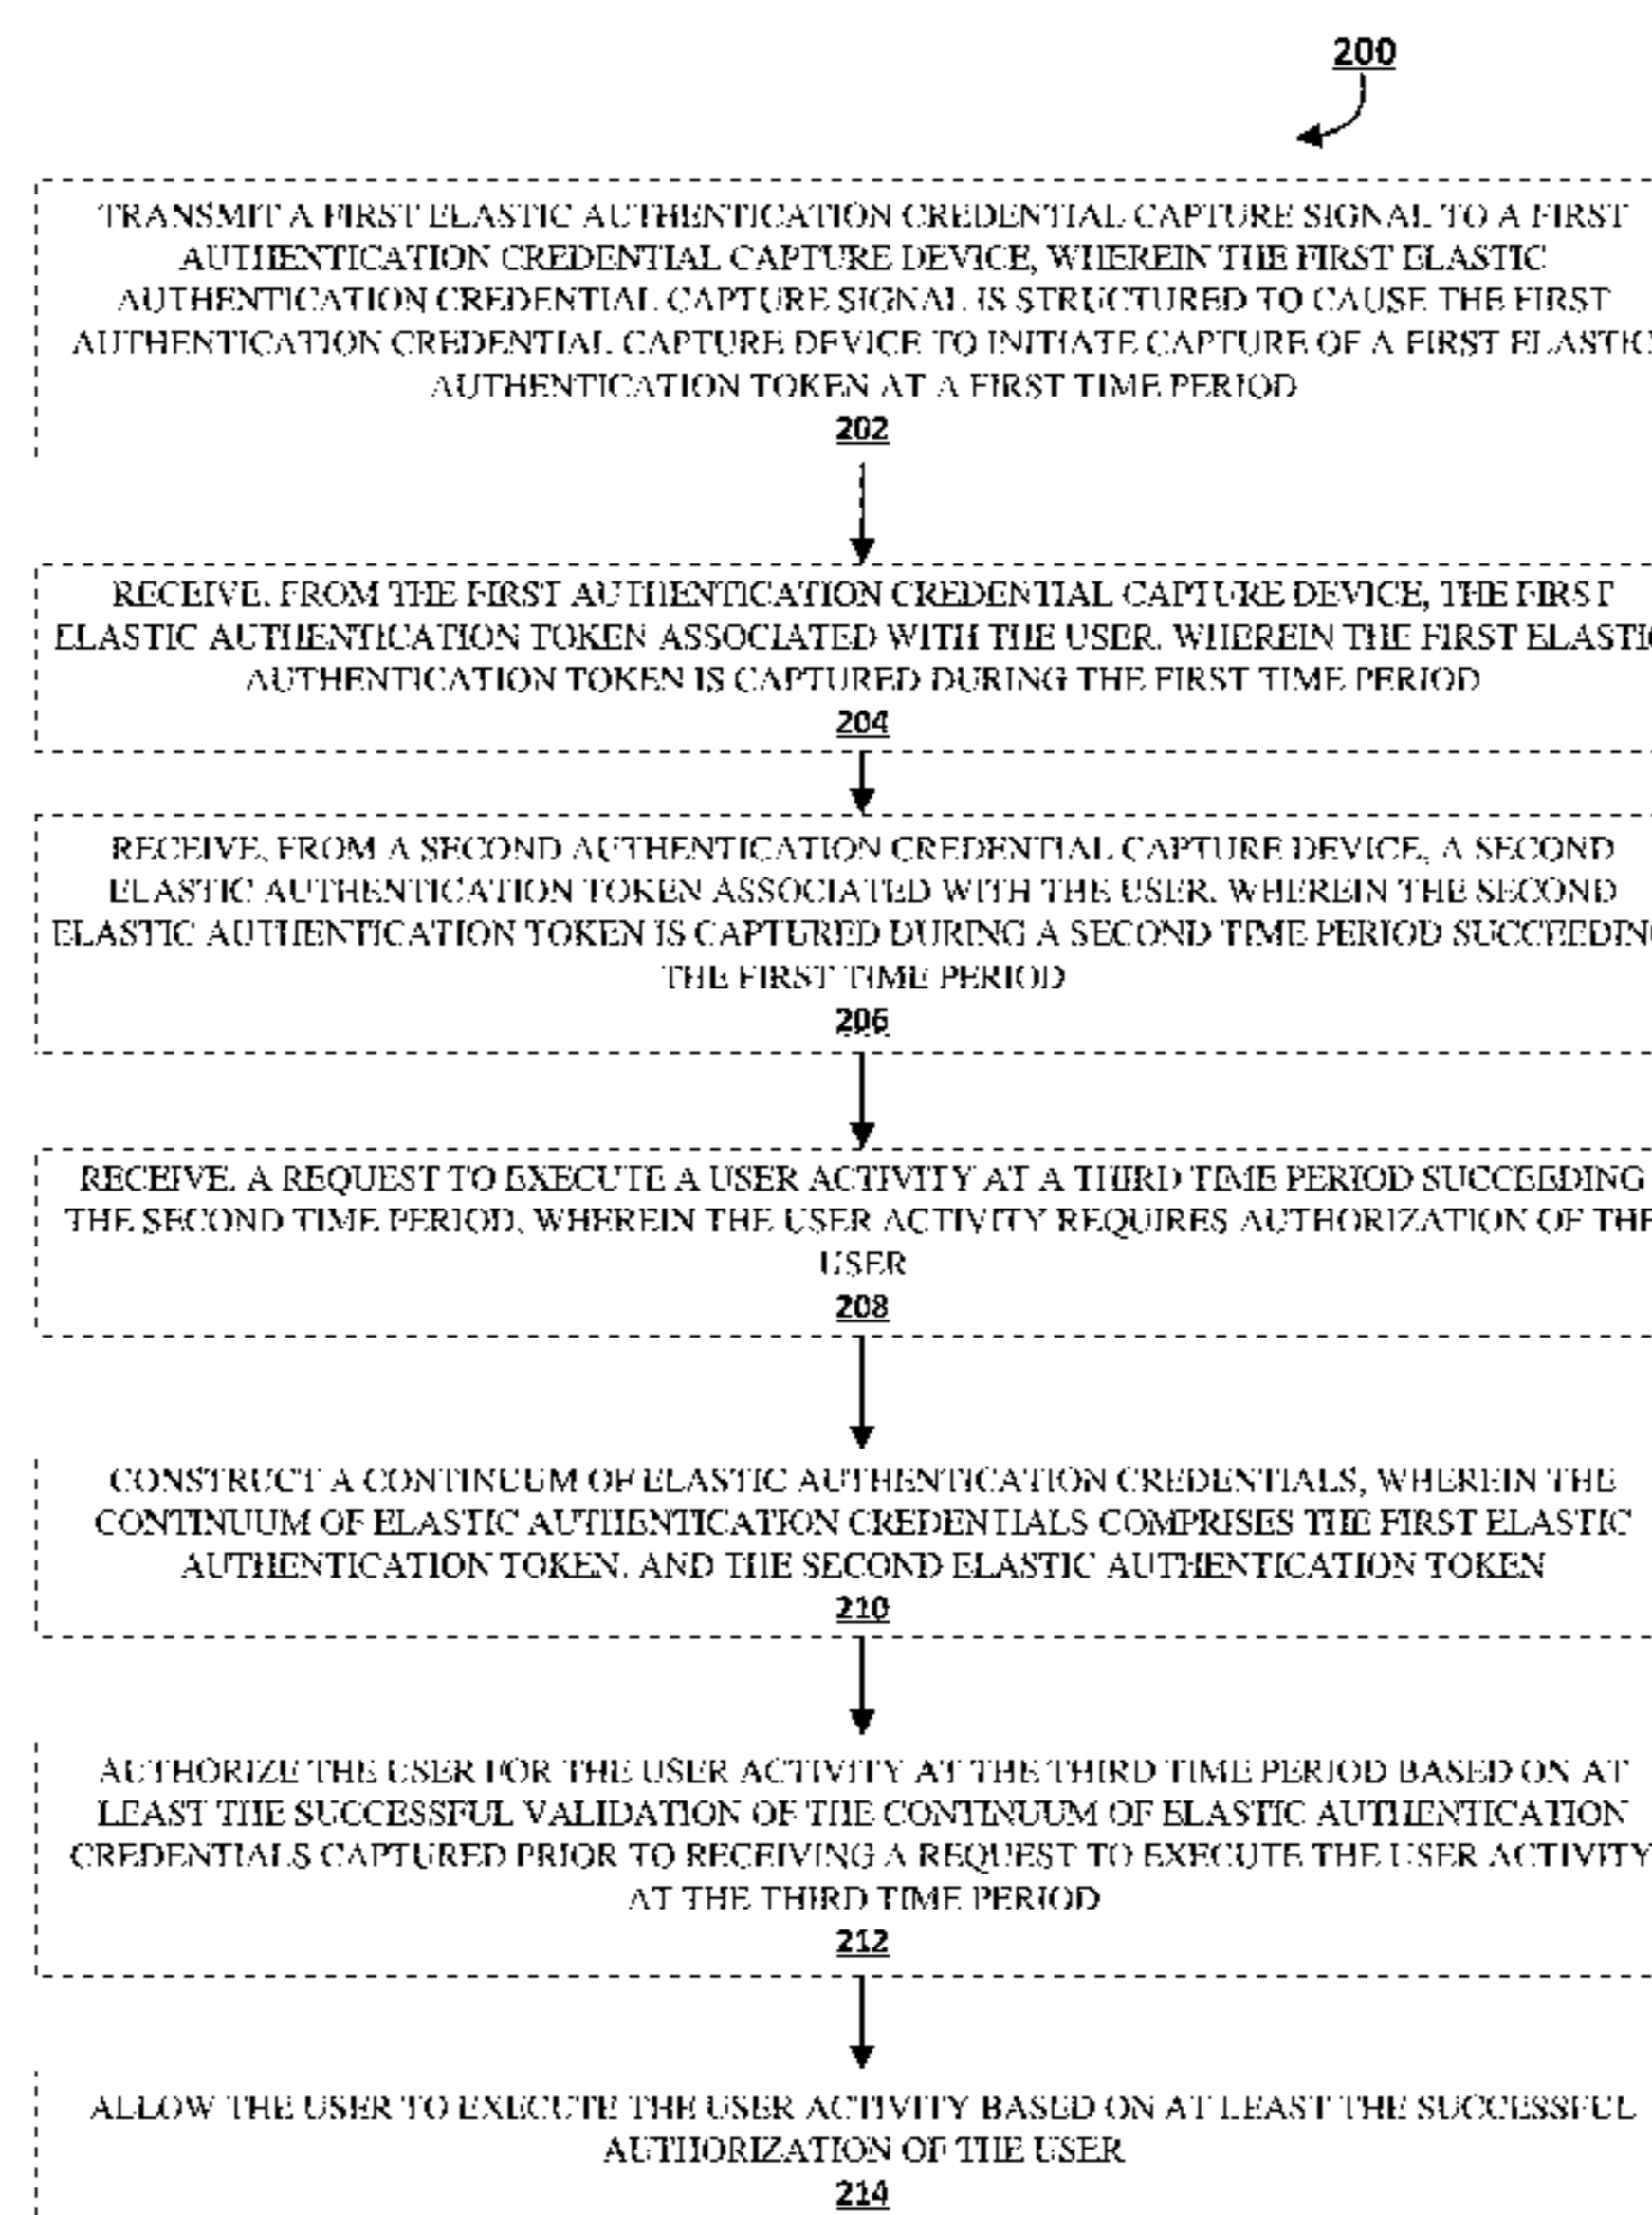 200
TRANSMIT A FIRST ELASTIC AUTHENTICATION CREDENTIAL CAPTURE SIGNAL TO A FIRST
AUTHENTICATION CREDENTIAL CAPTURE DEVICE, WHEREIN THE FIRST ELASTIC
AUTHENTICATION CREDENTIAL CAPTURE SIGNAL IS STRUCTURED TO CAUSE THE FIRST
AUTHENTICATION CREDENTIAL CAPTURE DEVICE TO INITIATE CAPTURE OF A FIRST ELASTIC
AUTHENTICATION TOKEN AT A FIRST TIME PERIOD
202
RECEIVE, FROM THE FIRST AUTHENTICATION CREDENTIAL CAPTURE DEVICE, THE FIRST
ELASTIC AUTHENTICATION TOKEN ASSOCIATED WITH THE USER, WHEREIN THE FIRST ELASTIC
AUTHENTICATION TOKEN IS CAPTURED DURING THE FIRST TIME PERIOD
204
RECEIVE, FROM A SECOND AUTHENTICATION CREDENTIAL CAPTURE DEVICE, A SECOND
ELASTIC AUTHENTICATION TOKEN ASSOCIATED WITH THE USER, WHEREIN THE SECOND
ELASTIC AUTHENTICATION TOKEN IS CAPTURED DURING A SECOND TIME PERIOD SUCCEEDING
THE FIRST TIME PERIOD
206
RECEIVE, A REQUEST TO EXECUTE A USER ACTIVITY AT A THIRD TIME PERIOD SUCCEEDING
THE SECOND TIME PERIOD, WHEREIN THE USER ACTIVITY REQUIRES AUTHORIZATION OF THE
USER
208
CONSTRUCT A CONTINUUM OF ELASTIC AUTHENTICATION CREDENTIALS, WHEREIN THE
CONTINUUM OF ELASTIC AUTHENTICATION CREDENTIALS COMPRISES THE FIRST ELASTIC
AUTHENTICATION TOKEN, AND THE SECOND ELASTIC AUTHENTICATION TOKEN
210
AUTHORIZE THE USER FOR THE USER ACTIVITY AT THE THIRD TIME PERIOD BASED ON AT
LEAST THE SUCCESSFUL VALIDATION OF THE CONTINUUM OF ELASTIC AUTHENTICATION
CREDENTIALS CAPTURED PRIOR TO RECEIVING A REQUEST TO EXECUTE THE USER ACTIVITY
AT THE THIRD TIME PERIOD
212
ALLOW THE USER TO EXECUTE THE USER ACTIVITY BASED ON AT LEAST THE SUCCESSFUL
AUTHORIZATION OF THE USER
214